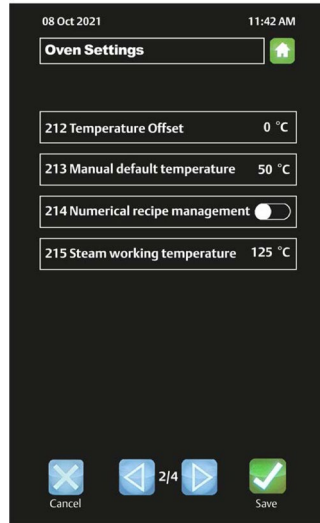 08 Oct 2021 11:42 AM
Oven Settings
212 Temperature Offset 0 °C
213 Manual default temperature 50 °C
214 Numerical recipe management
215 Steam working temperature 125 °C
2/4
Cancel Save